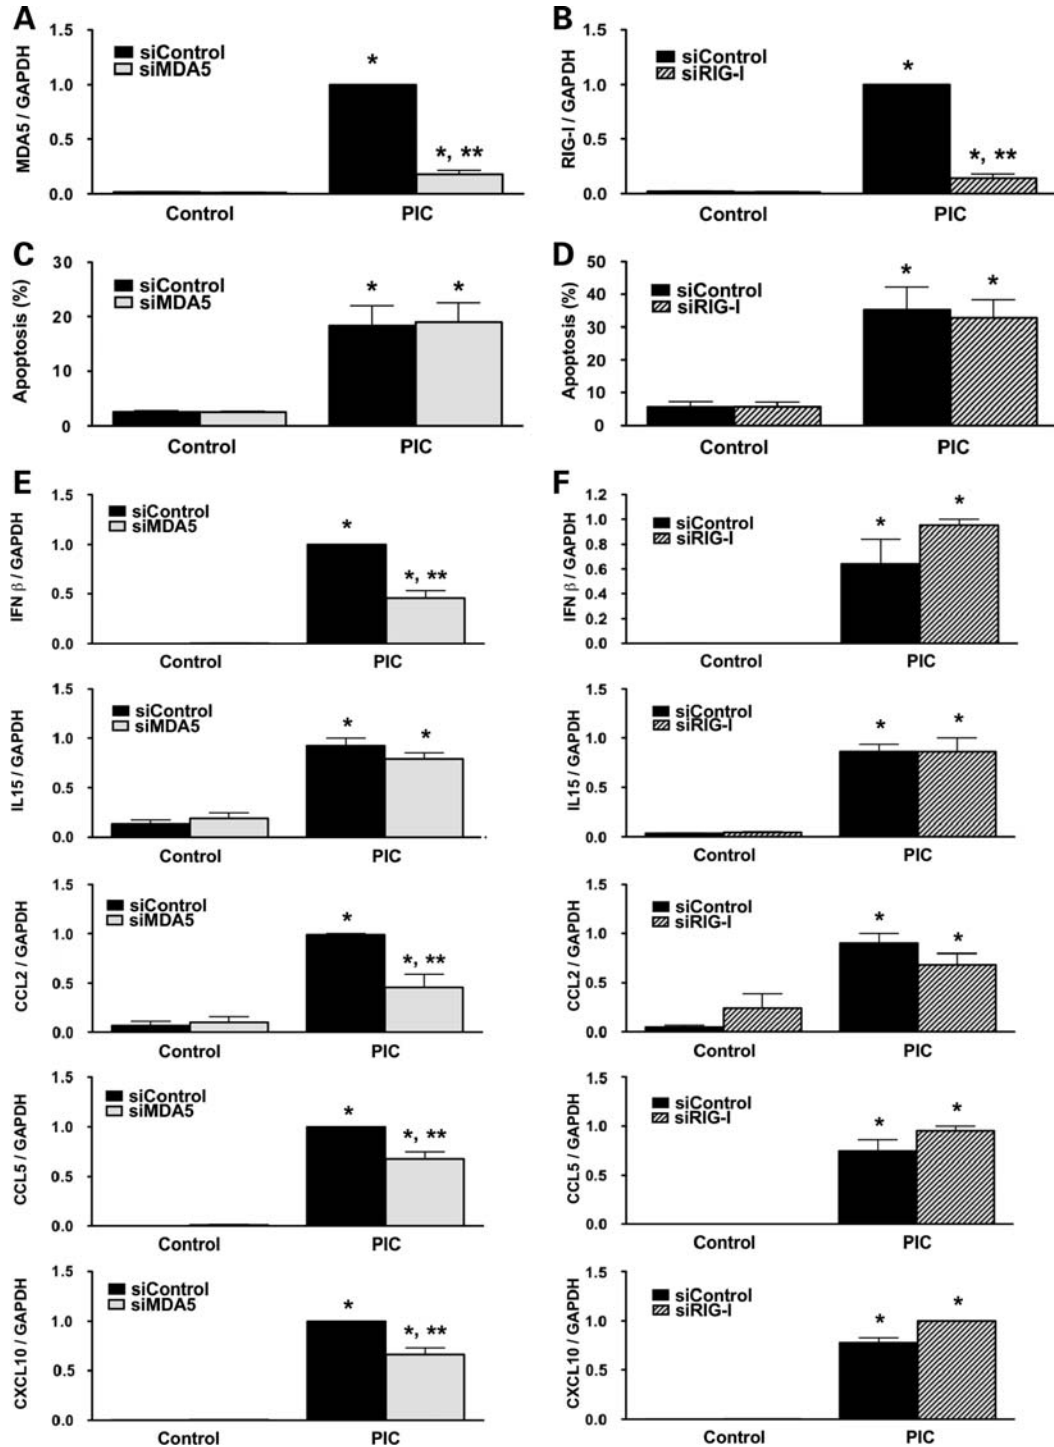 A
MDA5 / GAPDH
1.5
1.0
0.5
0.0
siControl
siMDA5
*
*, **
Control
PIC
B
RIG-I / GAPDH
1.5
1.0
0.5
0.0
siControl
siRIG-I
*
*, **
Control
PIC
C
Apoptosis (%)
30
20
10
0
siControl
siMDA5
*
*
Control
PIC
D
Apoptosis (%)
50
40
30
20
10
0
siControl
siRIG-I
*
*
Control
PIC
E
IFN β / GAPDH
1.5
1.0
0.5
0.0
siControl
siMDA5
*
*, **
Control
PIC
IL15 / GAPDH
1.5
1.0
0.5
0.0
siControl
siMDA5
*
*
Control
PIC
CCL2 / GAPDH
1.5
1.0
0.5
0.0
siControl
siMDA5
*
*, **
Control
PIC
CCL5 / GAPDH
1.5
1.0
0.5
0.0
siControl
siMDA5
*
*, **
Control
PIC
CXCL10 / GAPDH
1.5
1.0
0.5
0.0
siControl
siMDA5
*
*, **
Control
PIC
F
IFN β / GAPDH
1.2
1.0
0.8
0.6
0.4
0.2
0.0
siControl
siRIG-I
*
*
Control
PIC
IL15 / GAPDH
1.5
1.0
0.5
0.0
siControl
siRIG-I
*
*
Control
PIC
CCL2 / GAPDH
1.5
1.0
0.5
0.0
siControl
siRIG-I
*
*
Control
PIC
CCL5 / GAPDH
1.5
1.0
0.5
0.0
siControl
siRIG-I
*
*
Control
PIC
CXCL10 / GAPDH
1.5
1.0
0.5
0.0
siControl
siRIG-I
*
*
Control
PIC